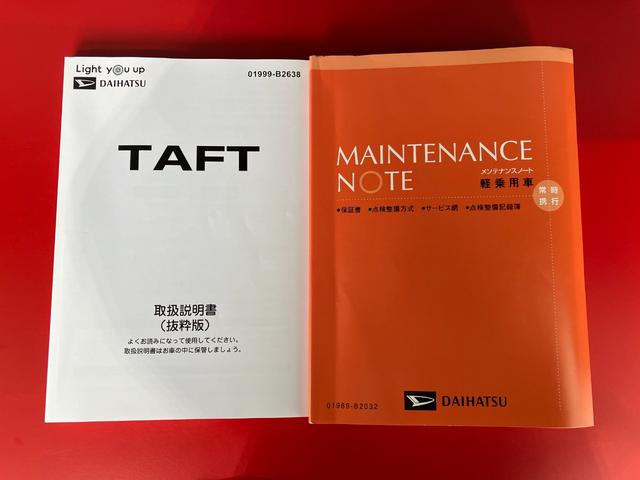 Light you up
DAIHATSU
01999-B2638
TAFT
取扱説明書
(抜粋版)
よくお読みになって使用してください。
取扱説明書はお車の中に保管しましょう。
MAINTENANCE
NOTE
メンテナンスノート
軽乗用車
常時
携行
●保証書 ●点検整備方式 ●サービス網 ●点検整備記録簿
01989-B2032
DAIHATSU